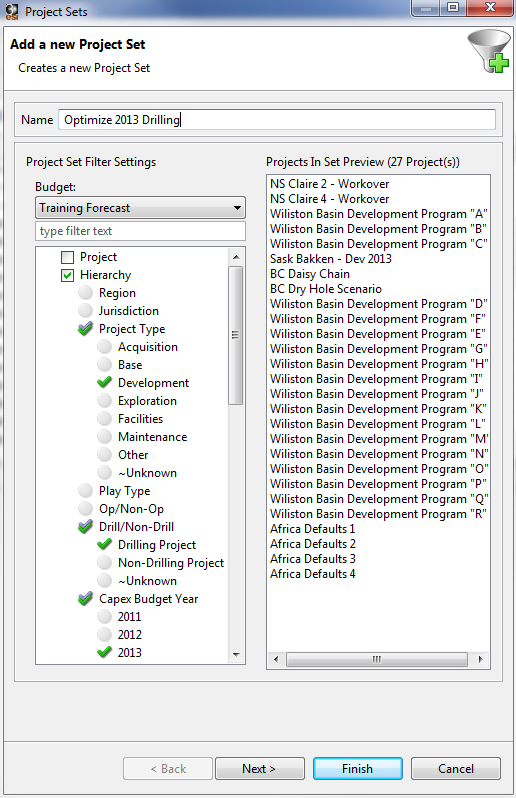 Project Sets
Add a new Project Set
Creates a new Project Set
Name Optimize 2013 Drilling
Project Set Filter Settings
Budget:
Training Forecast
type filter text
Project
Hierarchy
Region
Jurisdiction
Project Type
Acquisition
Base
Development
Exploration
Facilities
Maintenance
Other
~Unknown
Play Type
Op/Non-Op
Drill/Non-Drill
Drilling Project
Non-Drilling Project
~Unknown
Capex Budget Year
2011
2012
2013
Projects In Set Preview (27 Project(s))
NS Claire 2 - Workover
NS Claire 4 - Workover
Wiliston Basin Development Program "A"
Wiliston Basin Development Program "B"
Wiliston Basin Development Program "C"
Sask Bakken - Dev 2013
BC Daisy Chain
BC Dry Hole Scenario
Wiliston Basin Development Program "D"
Wiliston Basin Development Program "F"
Wiliston Basin Development Program "E"
Wiliston Basin Development Program "G"
Wiliston Basin Development Program "H"
Wiliston Basin Development Program "I"
Wiliston Basin Development Program "J"
Wiliston Basin Development Program "K"
Wiliston Basin Development Program "L"
Wiliston Basin Development Program "M'
Wiliston Basin Development Program "N"
Wiliston Basin Development Program "O"
Wiliston Basin Development Program "P"
Wiliston Basin Development Program "Q"
Wiliston Basin Development Program "R"
Africa Defaults 1
Africa Defaults 2
Africa Defaults 3
Africa Defaults 4
< Back Next > Finish Cancel